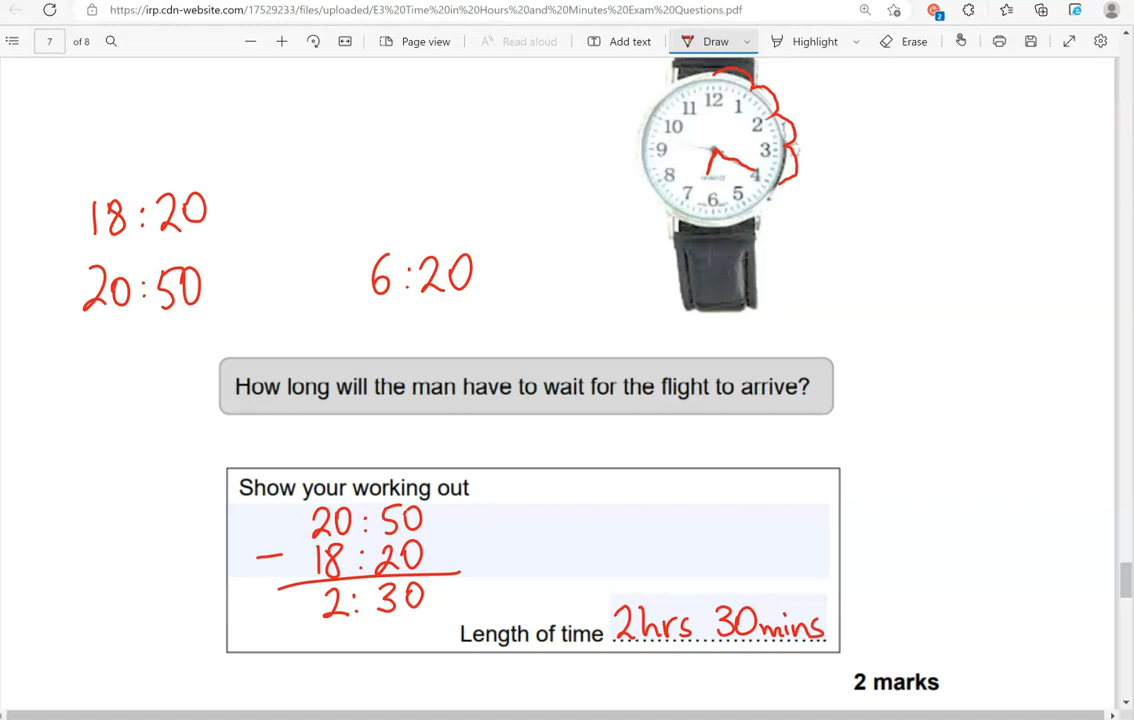 https://irp.cdn-website.com/17529233/files/uploaded/E3%20Time%20in%20Hours%20and%20Minutes%20Exam%20Questions.pdf
2
7 of 8
Page view
Read aloud
Add text
Draw
Highlight
Erase
12
11 1
10 2
9 3
8 4
7 5
6
18:20
20:50
6:20
How long will the man have to wait for the flight to arrive?
Show your working out
20:50
- 18:20
2:30
Length of time 2hrs 30mins
2 marks